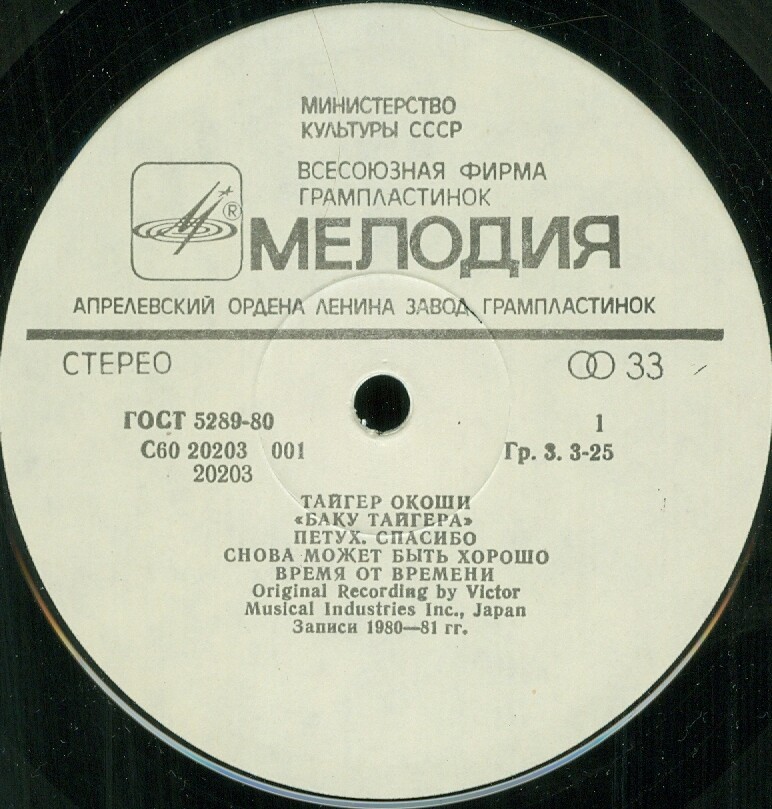 МИНИСТЕРСТВО
КУЛЬТУРЫ СССР
ВСЕСОЮЗНАЯ ФИРМА
ГРАМПЛАСТИНОК
®
МЕЛОДИЯ
АПРЕЛЕВСКИЙ ОРДЕНА ЛЕНИНА ЗАВОД ГРАМПЛАСТИНОК
СТЕРЕО 33
ГОСТ 5289-80 1
С60 20203 001 Гр. 3. 3-25
20203
ТАЙГЕР ОКОШИ
«БАКУ ТАЙГЕРА»
ПЕТУХ. СПАСИБО
СНОВА МОЖЕТ БЫТЬ ХОРОШО
ВРЕМЯ ОТ ВРЕМЕНИ
Original Recording by Victor
Musical Industries Inc., Japan
Записи 1980—81 гг.